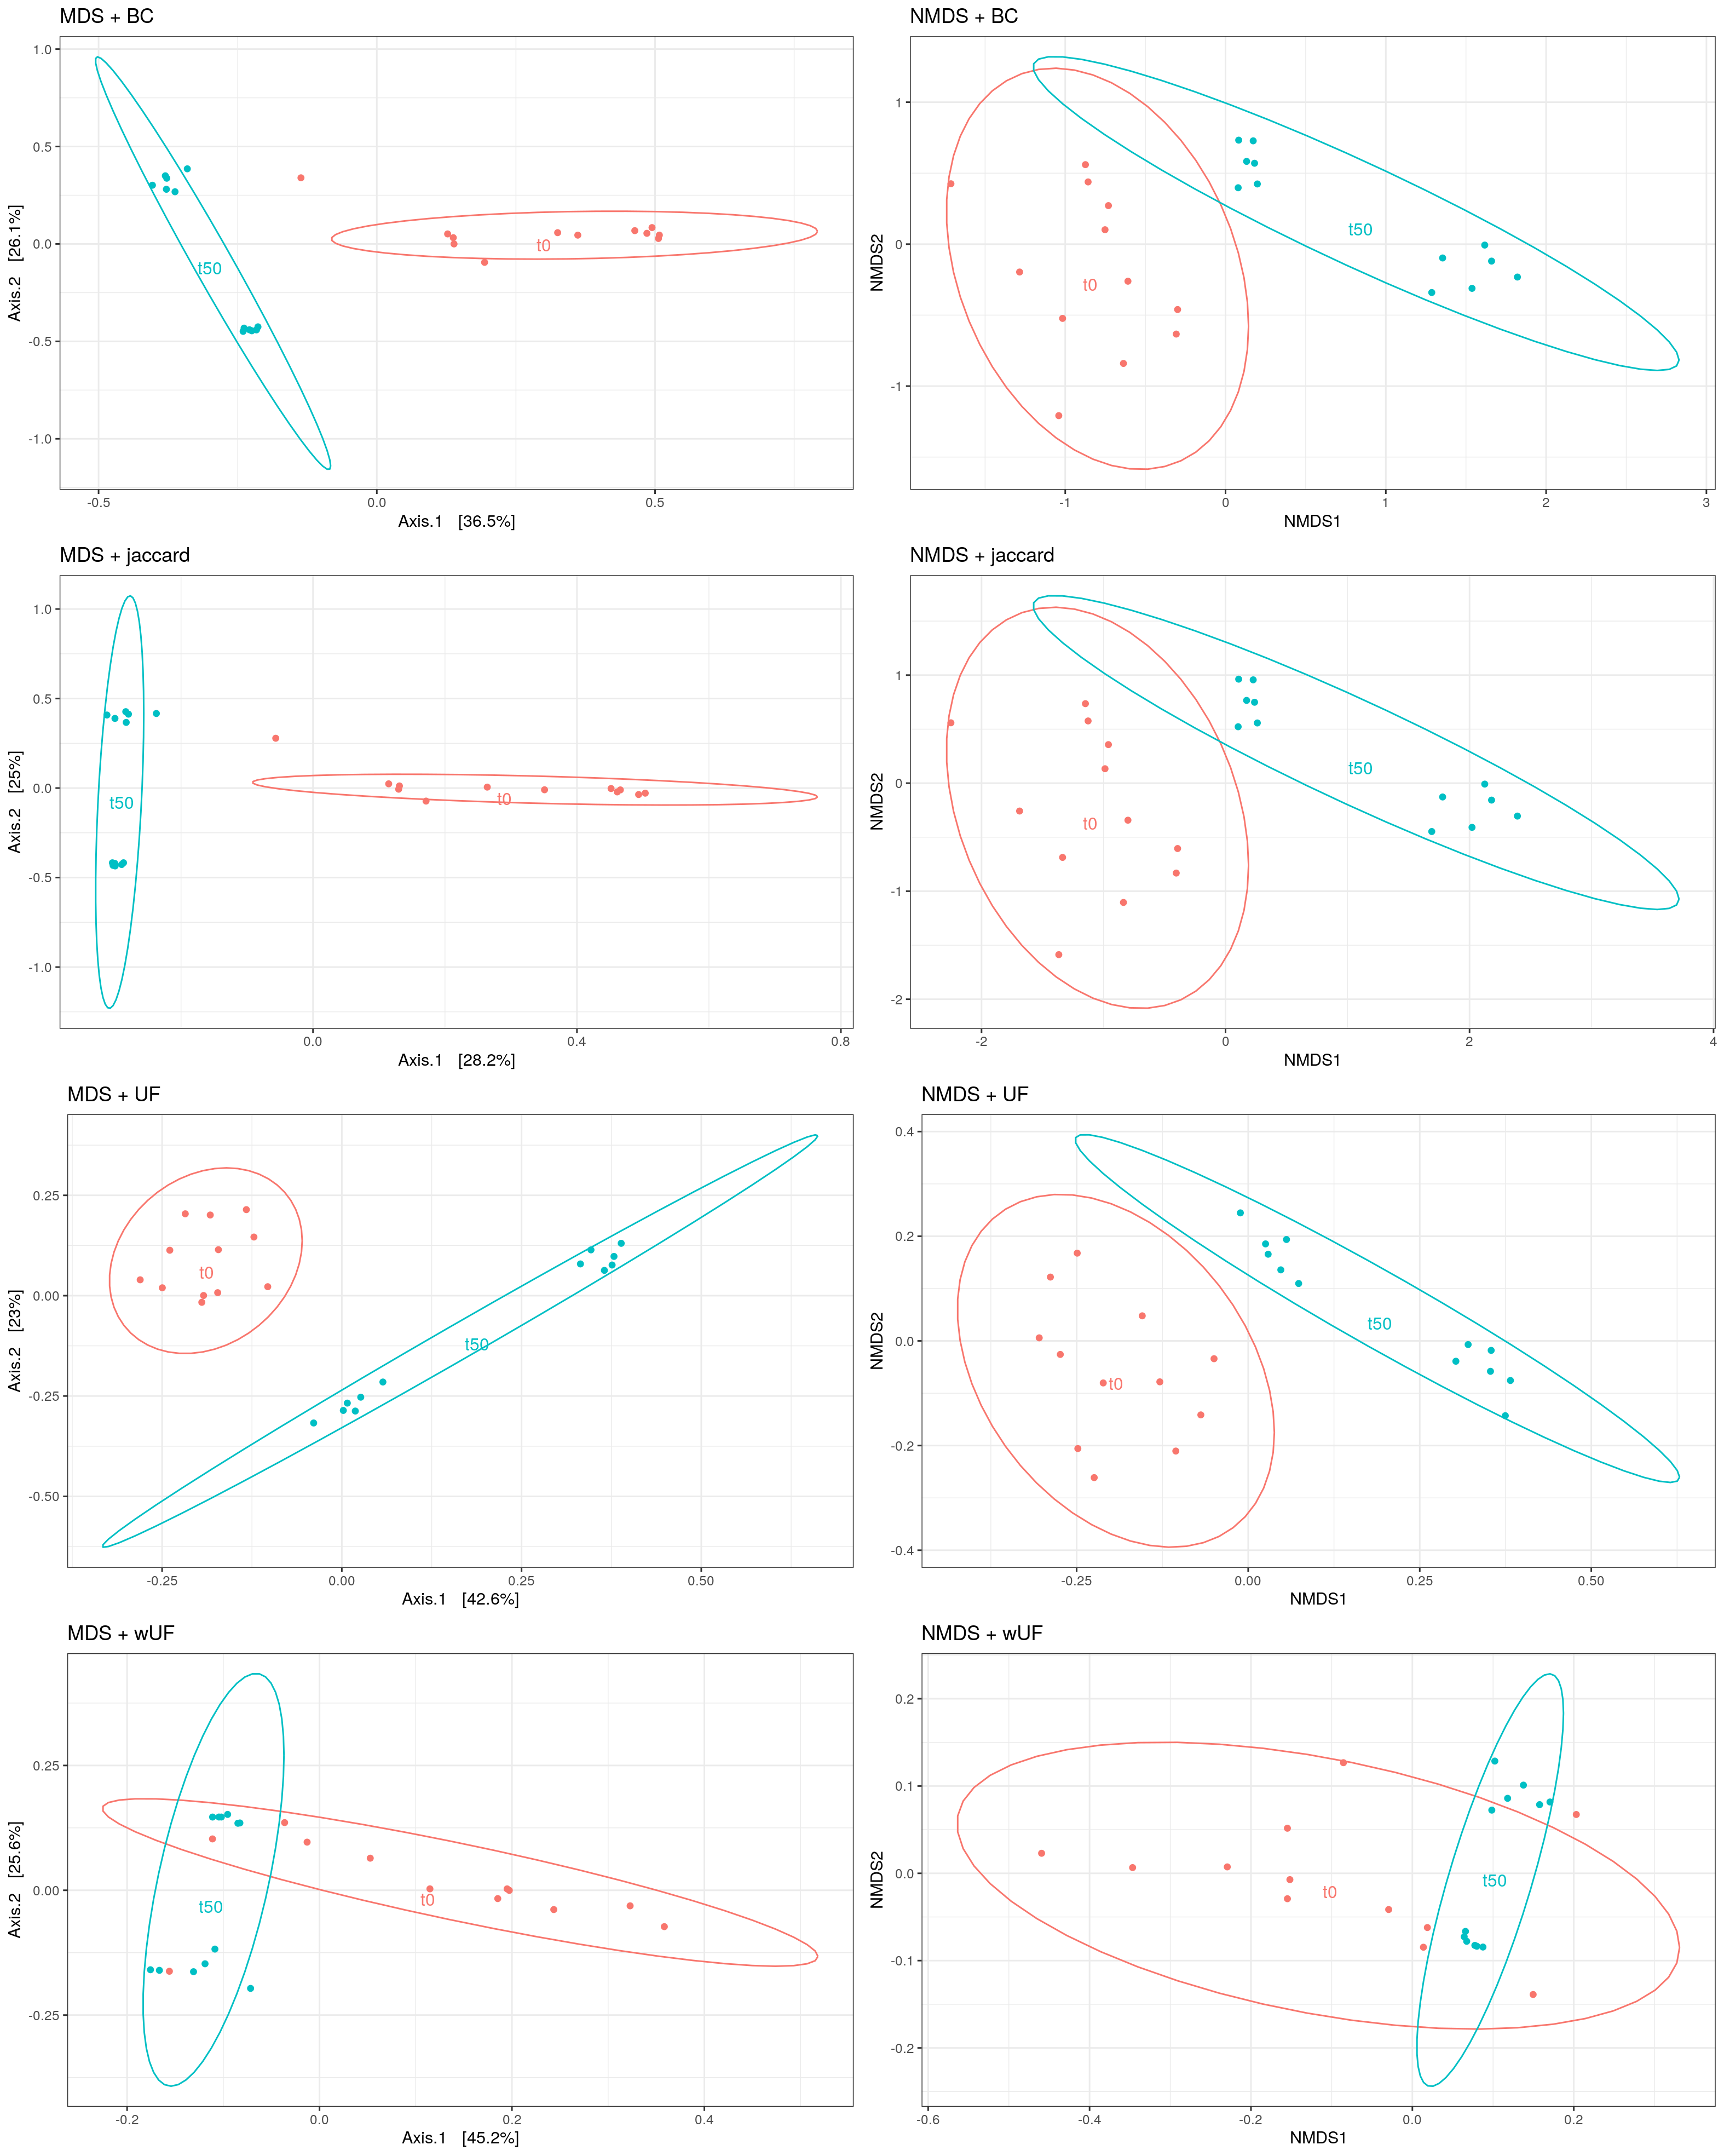 MDS + BC
NMDS + BC
1.0
0.5
0.0
-0.5
-1.0
Axis.2 [26.1%]
t50
t0
-0.5 0.0 0.5
Axis.1 [36.5%]
1
0
-1
NMDS2
t50
t0
-1 0 1 2 3
NMDS1
MDS + jaccard
NMDS + jaccard
1.0
0.5
0.0
-0.5
-1.0
Axis.2 [25%]
t50
t0
0.0 0.4 0.8
Axis.1 [28.2%]
1
0
-1
-2
NMDS2
t50
t0
-2 0 2 4
NMDS1
MDS + UF
NMDS + UF
0.25
0.00
-0.25
-0.50
Axis.2 [23%]
t0
t50
-0.25 0.00 0.25 0.50
Axis.1 [42.6%]
0.4
0.2
0.0
-0.2
-0.4
NMDS2
t50
t0
-0.25 0.00 0.25 0.50
NMDS1
MDS + wUF
NMDS + wUF
0.25
0.00
-0.25
Axis.2 [25.6%]
t0
t50
-0.2 0.0 0.2 0.4
Axis.1 [45.2%]
0.2
0.1
0.0
-0.1
-0.2
NMDS2
t50
t0
-0.6 -0.4 -0.2 0.0 0.2
NMDS1